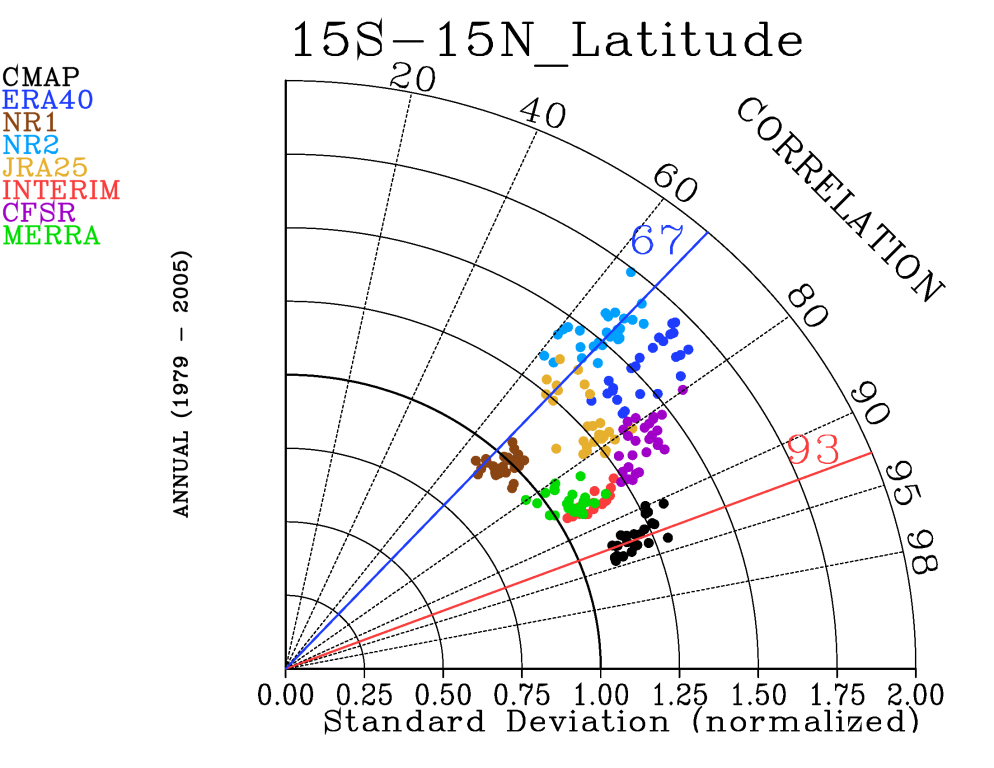 15S-15N_Latitude
CMAP
ERA40
NR1
NR2
JRA25
INTERIM
CFSR
MERRA
20
40
60
67
80
90
93
95
98
CORRELATION
ANNUAL (1979 - 2005)
0.00 0.25 0.50 0.75 1.00 1.25 1.50 1.75 2.00
Standard Deviation (normalized)